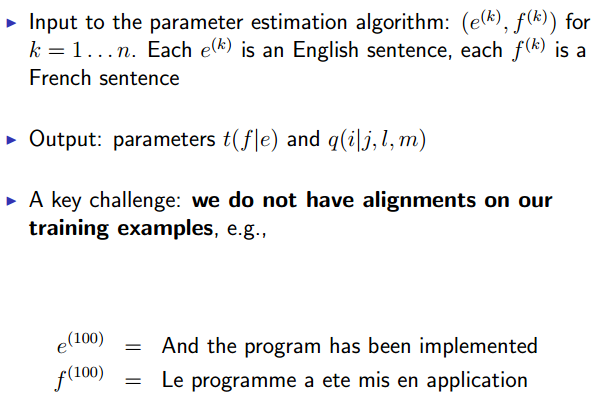 ▶ Input to the parameter estimation algorithm: (e^(k), f^(k)) for
k = 1 . . . n. Each e^(k) is an English sentence, each f^(k) is a
French sentence
▶ Output: parameters t(f|e) and q(i|j, l, m)
▶ A key challenge: we do not have alignments on our
training examples, e.g.,
e^(100) = And the program has been implemented
f^(100) = Le programme a ete mis en application